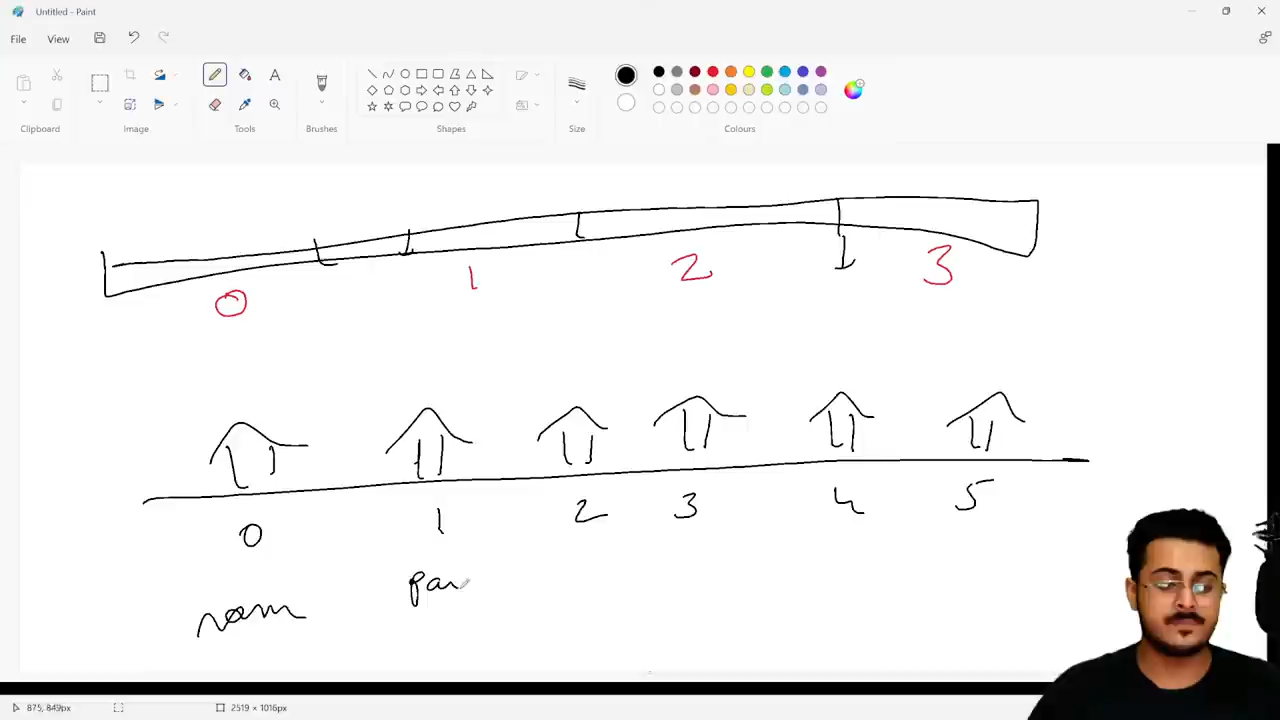 Untitled - Paint
File View
Clipboard Image Tools Brushes Shapes Size Colours
0 1 2 3
0 1 2 3 4 5
par
875, 849px 2519 × 1016px